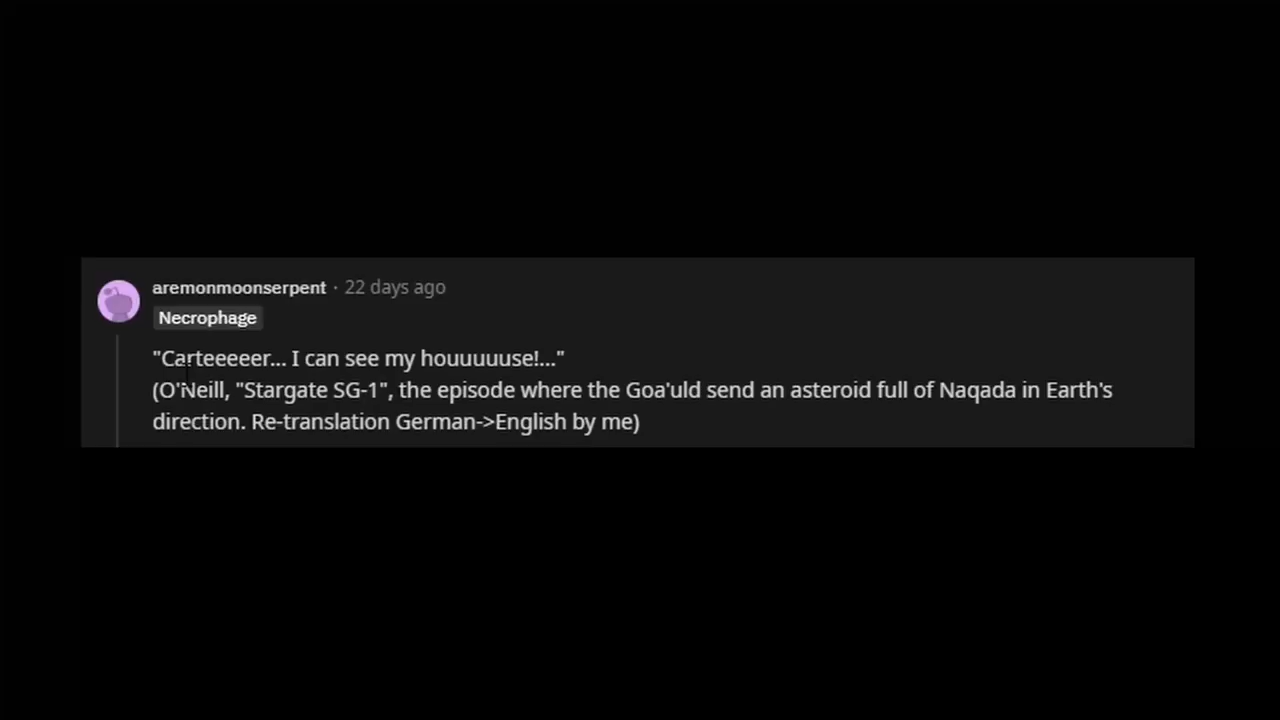 aremonmoonserpent · 22 days ago
Necrophage
"Carteeeeer... I can see my houuuuuse!..."
(O'Neill, "Stargate SG-1", the episode where the Goa'uld send an asteroid full of Naqada in Earth's
direction. Re-translation German->English by me)